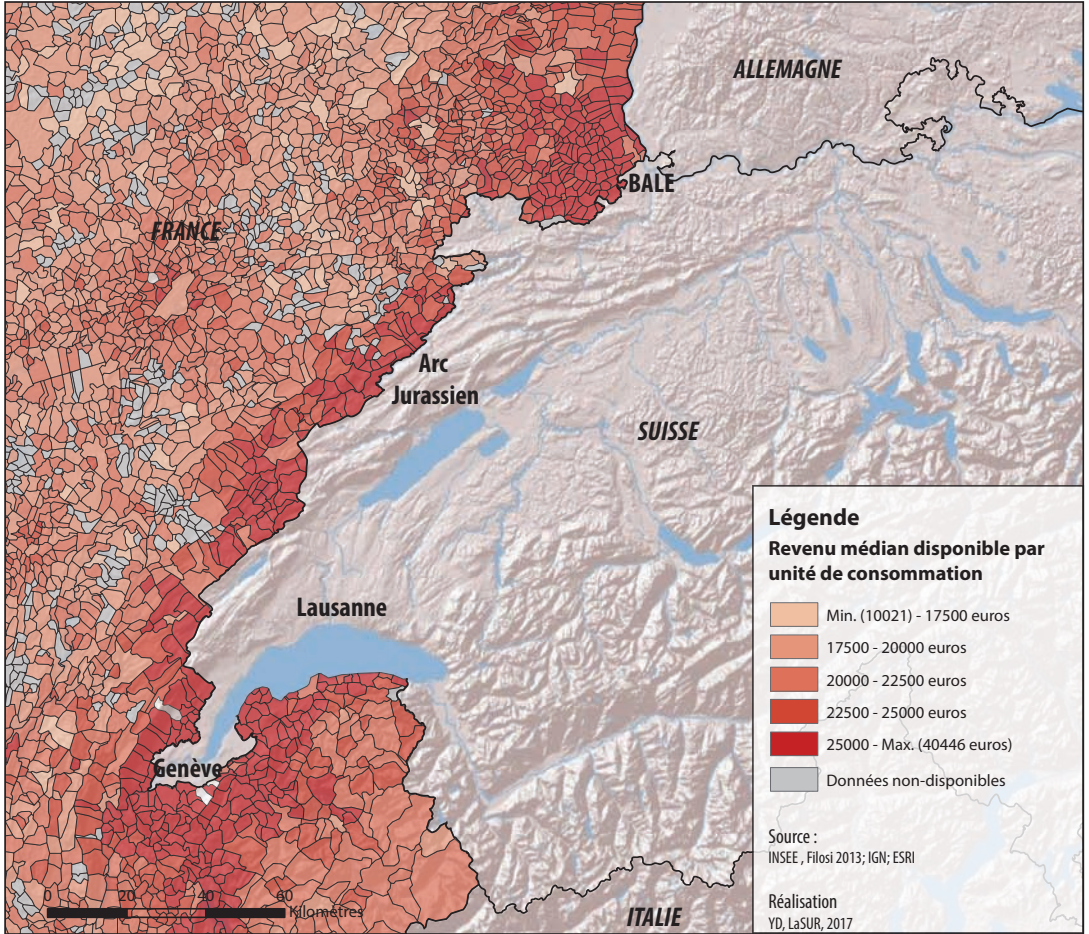 ALLEMAGNE
BALE
FRANCE
Arc
Jurassien
SUISSE
Lausanne
Genève
ITALIE
0 20 40 60
Kilomètres
Légende
Revenu médian disponible par
unité de consommation
Min. (10021) - 17500 euros
17500 - 20000 euros
20000 - 22500 euros
22500 - 25000 euros
25000 - Max. (40446 euros)
Données non-disponibles
Source :
INSEE , Filosi 2013; IGN; ESRI
Réalisation
YD, LaSUR, 2017